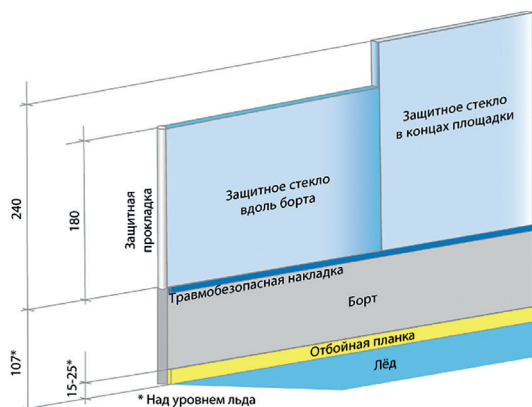 Защитное стекло
в концах площадки
Защитное стекло
вдоль борта
240
180
Защитная
прокладка
Травмобезопасная накладка
Борт
Отбойная планка
Лёд
107*
15-25*
* Над уровнем льда